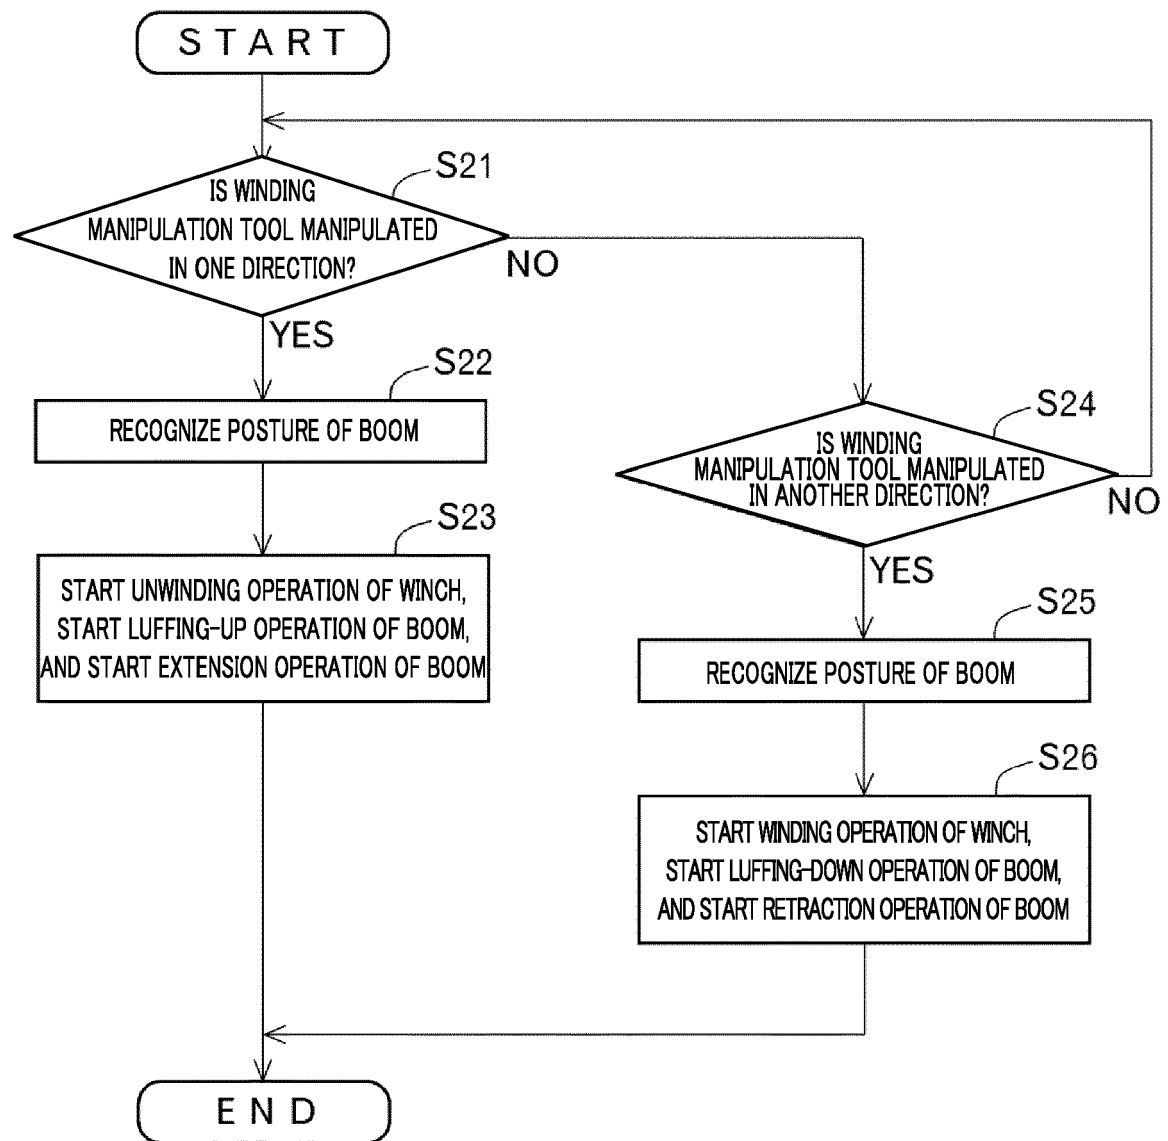 START
S21
IS WINDING
MANIPULATION TOOL MANIPULATED
IN ONE DIRECTION?
NO
YES
S22
RECOGNIZE POSTURE OF BOOM
S23
START UNWINDING OPERATION OF WINCH,
START LUFFING-UP OPERATION OF BOOM,
AND START EXTENSION OPERATION OF BOOM
S24
IS WINDING
MANIPULATION TOOL MANIPULATED
IN ANOTHER DIRECTION?
NO
YES
S25
RECOGNIZE POSTURE OF BOOM
S26
START WINDING OPERATION OF WINCH,
START LUFFING-DOWN OPERATION OF BOOM,
AND START RETRACTION OPERATION OF BOOM
END